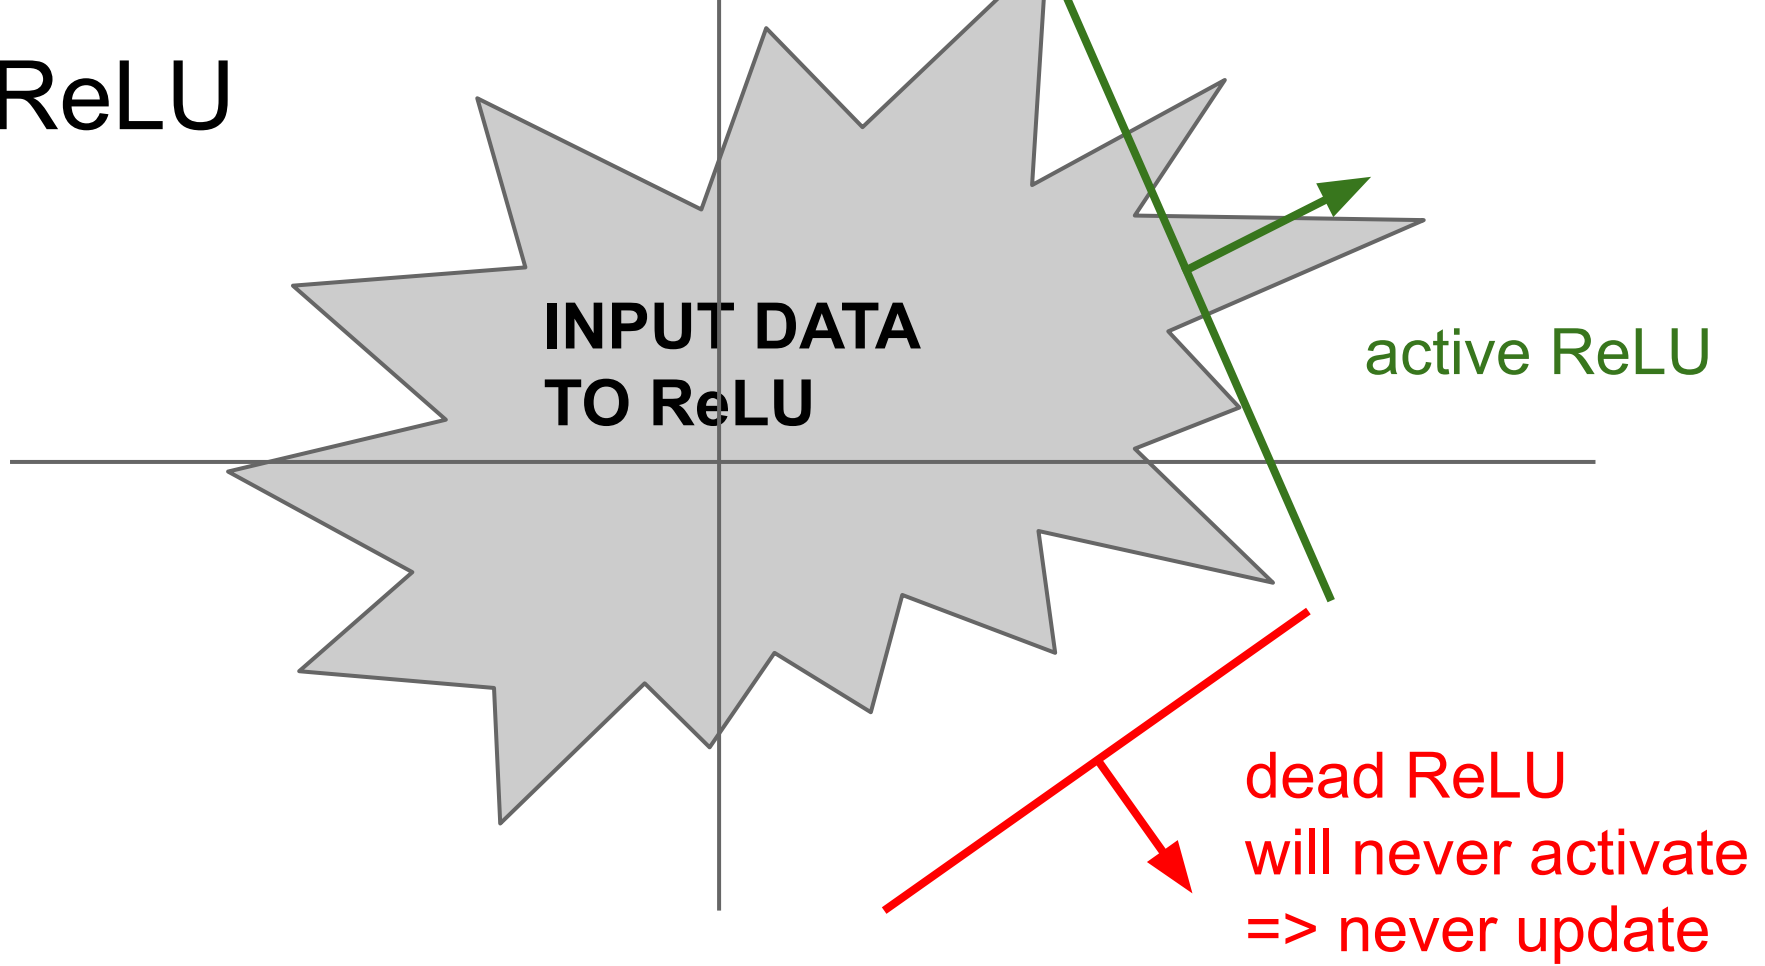 ReLU
INPUT DATA
TO ReLU
active ReLU
dead ReLU
will never activate
=> never update